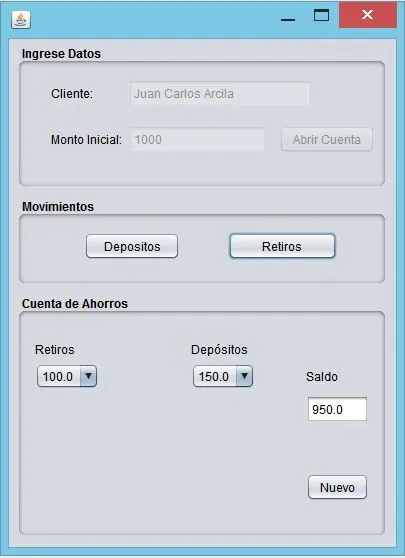 Ingrese Datos
Cliente: Juan Carlos Arcila
Monto Inicial: 1000 Abrir Cuenta
Movimientos
Depositos Retiros
Cuenta de Ahorros
Retiros Depósitos
100.0 150.0 Saldo
950.0
Nuevo